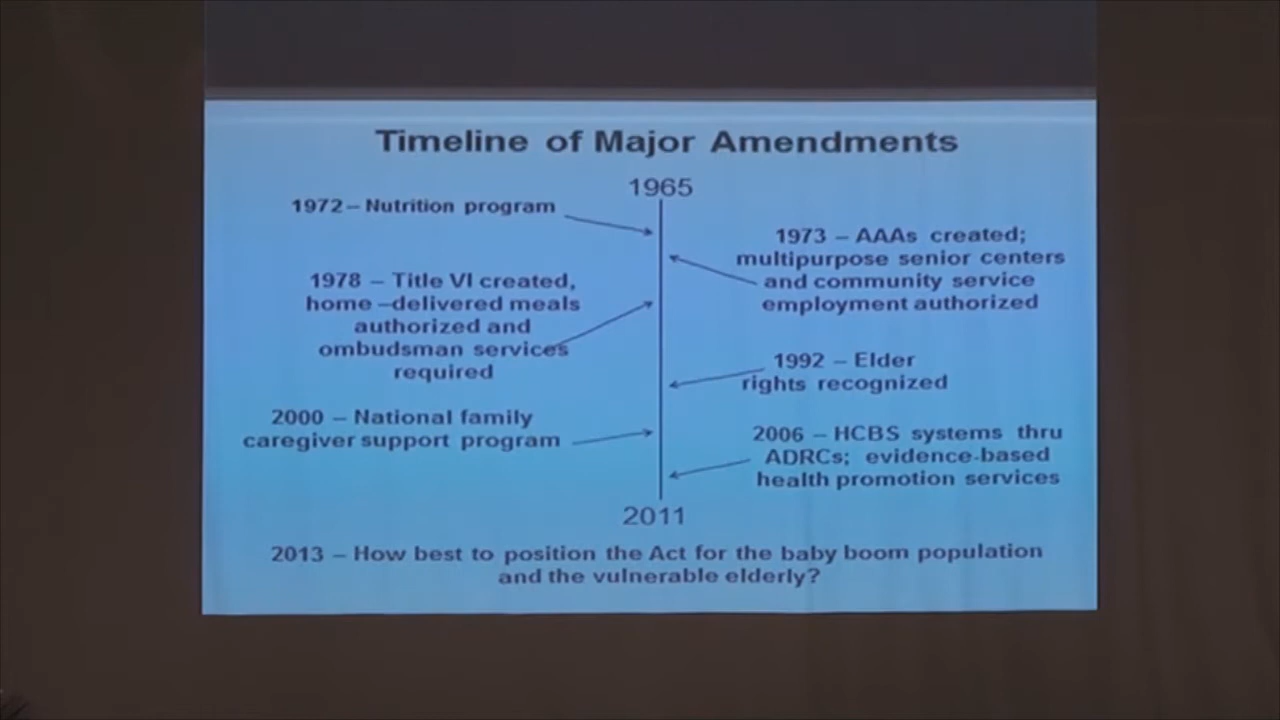 Timeline of Major Amendments
1965
1972 – Nutrition program
1973 – AAAs created;
multipurpose senior centers
and community service
employment authorized
1978 – Title VI created,
home –delivered meals
authorized and
ombudsman services
required
1992 – Elder
rights recognized
2000 – National family
caregiver support program
2006 – HCBS systems thru
ADRCs; evidence-based
health promotion services
2011
2013 – How best to position the Act for the baby boom population
and the vulnerable elderly?